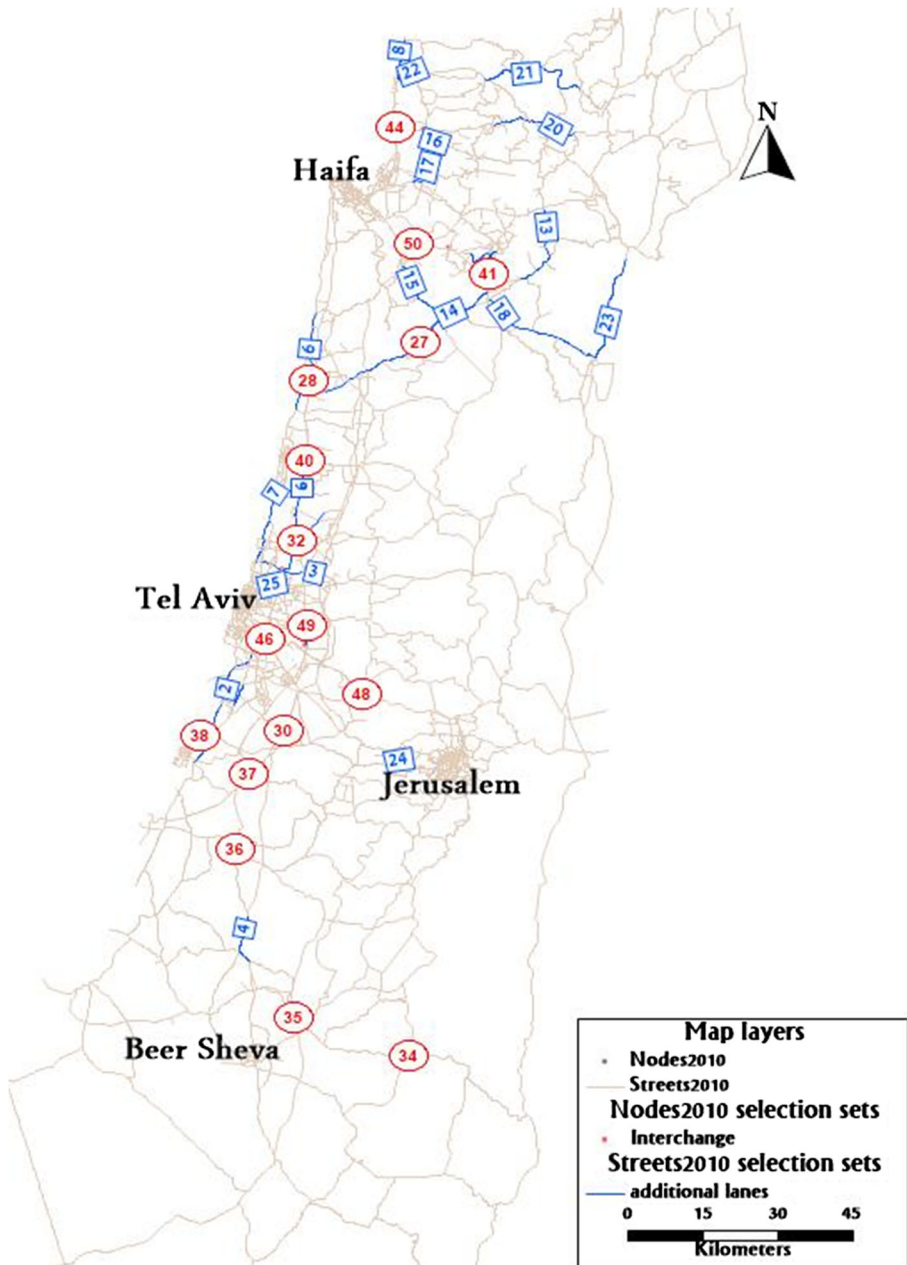 8
22
21
N
44
16
20
17
Haifa
13
50
41
15
14
18
23
27
6
28
40
7
6
32
3
25
Tel Aviv
49
46
2
48
38
30
24
37
Jerusalem
36
4
35
Beer Sheva
34
Map layers
Nodes2010
Streets2010
Nodes2010 selection sets
Interchange
Streets2010 selection sets
additional lanes
0 15 30 45
Kilometers